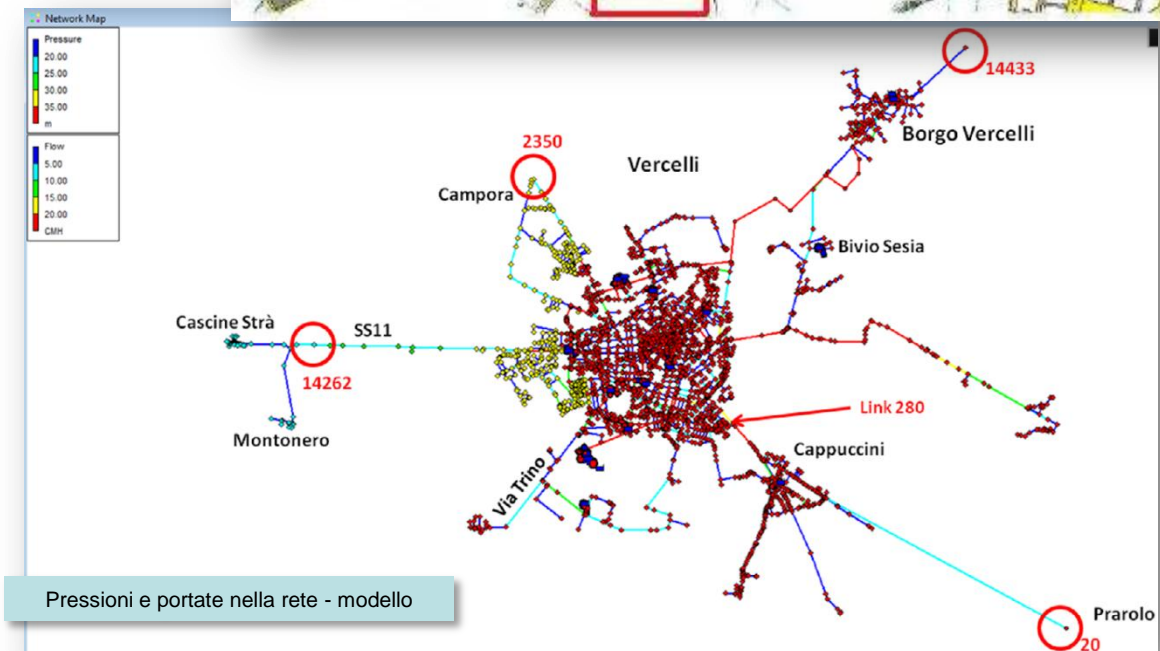 Network Map
Pressure
20.00
25.00
30.00
35.00
m
Flow
5.00
10.00
15.00
20.00
CMH
14433
Borgo Vercelli
2350
Vercelli
Campora
Bivio Sesia
Cascine Strà
SS11
14262
Link 280
Montonero
Cappuccini
Via Trino
Pressioni e portate nella rete - modello
Prarolo
20